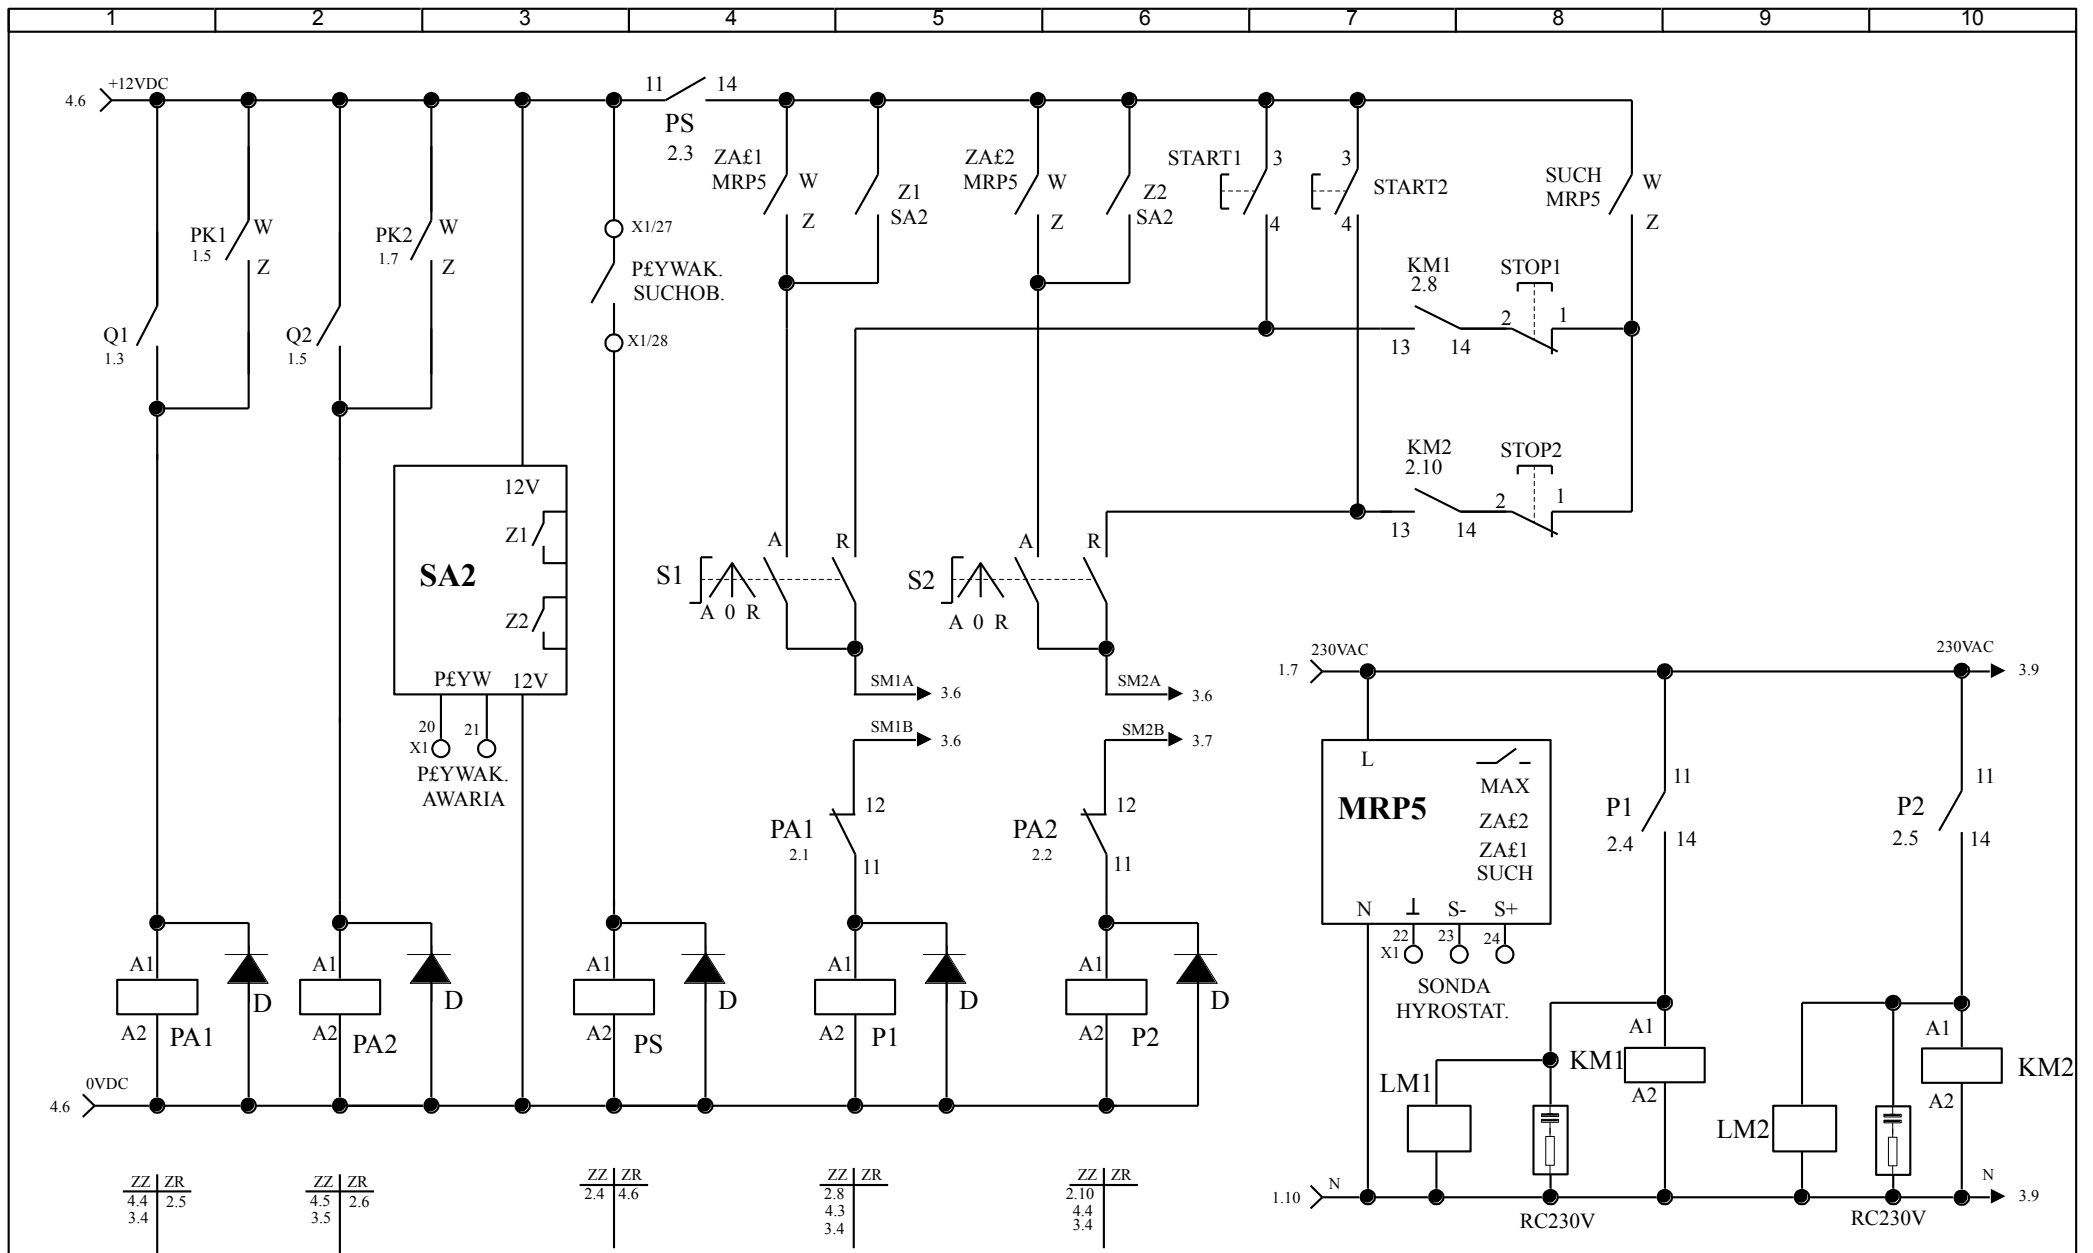 1 2 3 4 5 6 7 8 9 10
4.6 +12VDC
11 14
PS
2.3
ZA£1
MRP5
W
Z
Z1
SA2
ZA£2
MRP5
W
Z
Z2
SA2
START1
3
4
3
4
START2
SUCH
MRP5
W
Z
PK1
1.5
W
Z
PK2
1.7
W
Z
X1/27
P£YWAK.
SUCHOB.
X1/28
Q1
1.3
Q2
1.5
KM1
2.8
STOP1
2 1
13 14
KM2
2.10
STOP2
2 1
13 14
12V
Z1
SA2
Z2
P£YW 12V
20 21
X1
P£YWAK.
AWARIA
A R
S1
A 0 R
A R
S2
A 0 R
SM1A 3.6
SM2A 3.6
SM1B 3.6
SM2B 3.7
12
PA1
2.1
11
12
PA2
2.2
11
1.7 230VAC
230VAC 3.9
L
MAX
MRP5
ZA£2
ZA£1
SUCH
N ⊥ S- S+
22 23 24
X1
SONDA
HYROSTAT.
11
P1
2.4 14
11
P2
2.5 14
A1
D
A2 PA1
A1
D
A2 PA2
A1
D
A2 PS
A1
D
A2 P1
A1
D
A2 P2
A1
KM1
A2
LM1
A1
KM2
A2
LM2
0VDC
4.6
1.10 N
N 3.9
RC230V
RC230V
ZZ ZR
4.4 2.5
3.4
ZZ ZR
4.5 2.6
3.5
ZZ ZR
2.4 4.6
ZZ ZR
2.8
4.3
3.4
ZZ ZR
2.10
4.4
3.4